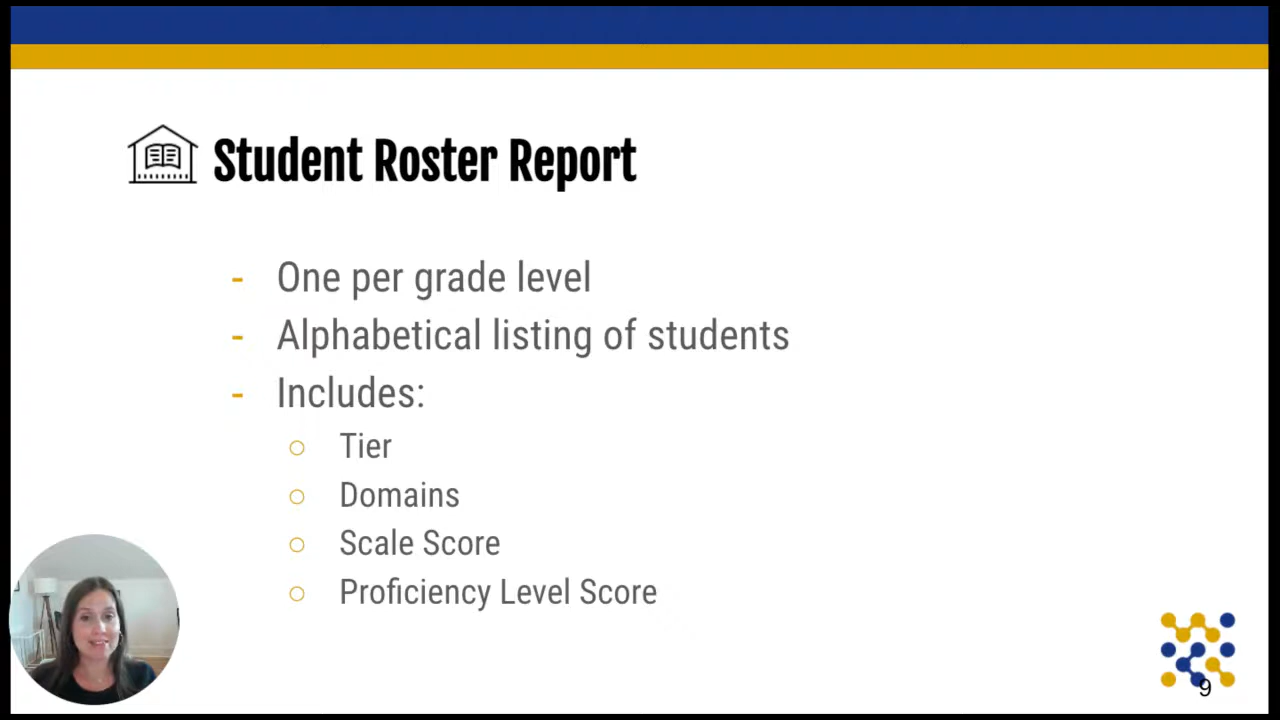 Student Roster Report
- One per grade level
- Alphabetical listing of students
- Includes:
○ Tier
○ Domains
○ Scale Score
○ Proficiency Level Score
9